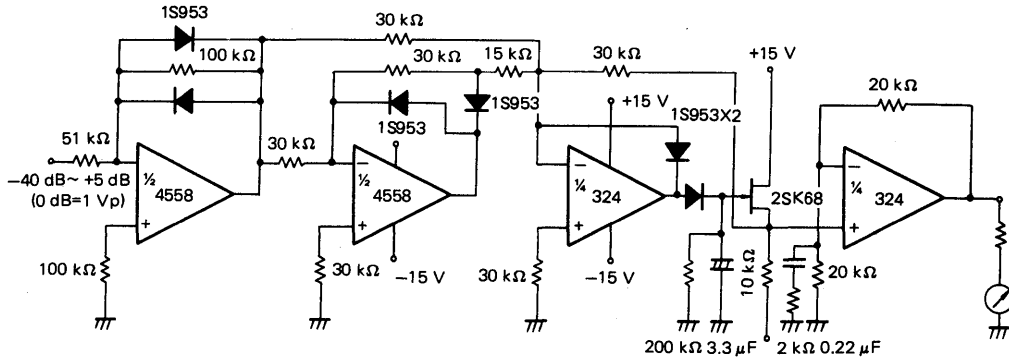 1S953
100 kΩ
51 kΩ
−40 dB~ +5 dB
(0 dB=1 Vp)
½
4558
−
+
100 kΩ
30 kΩ
30 kΩ
15 kΩ
1S953
1S953
30 kΩ
−
½
4558
+
30 kΩ
−15 V
30 kΩ
+15 V
1S953X2
−
¼
324
+
30 kΩ
−15 V
+15 V
2SK68
200 kΩ 3.3 μF
10 kΩ
20 kΩ
−
¼
324
+
20 kΩ
2 kΩ 0.22 μF